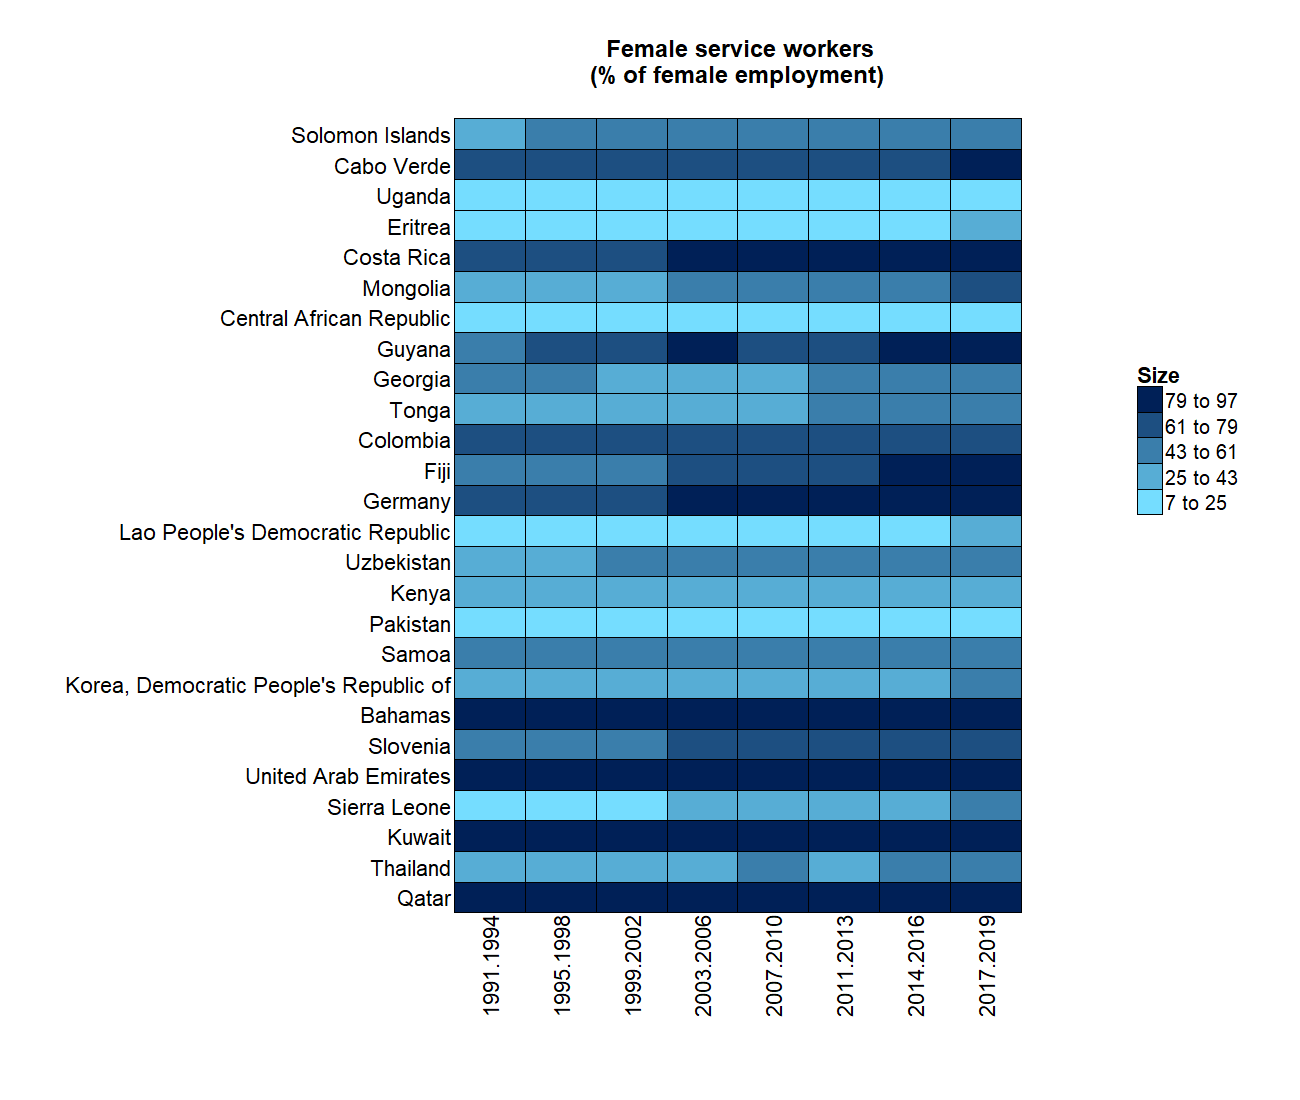 Female service workers
(% of female employment)
Solomon Islands
Cabo Verde
Uganda
Eritrea
Costa Rica
Mongolia
Central African Republic
Guyana
Georgia
Tonga
Colombia
Fiji
Germany
Lao People's Democratic Republic
Uzbekistan
Kenya
Pakistan
Samoa
Korea, Democratic People's Republic of
Bahamas
Slovenia
United Arab Emirates
Sierra Leone
Kuwait
Thailand
Qatar
1991.1994
1995.1998
1999.2002
2003.2006
2007.2010
2011.2013
2014.2016
2017.2019
Size
79 to 97
61 to 79
43 to 61
25 to 43
7 to 25